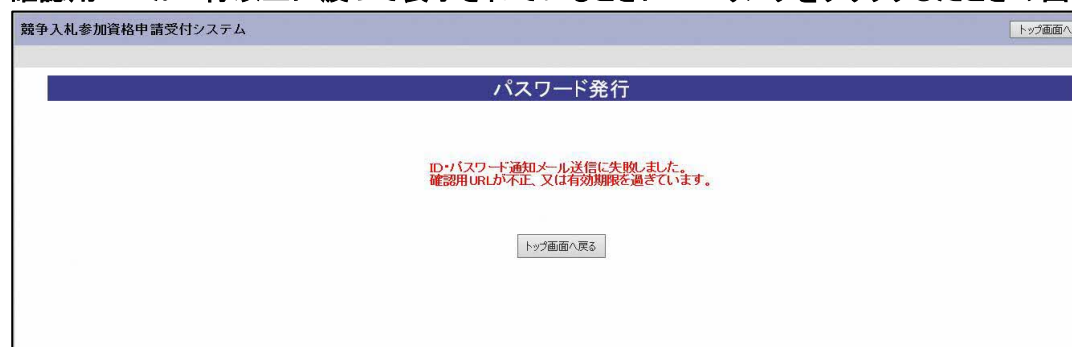 競争入札参加資格申請受付システム
トップ画面へ
パスワード発行
ID・パスワード通知メール送信に失敗しました。
確認用URLが不正、又は有効期限を過ぎています。
トップ画面へ戻る